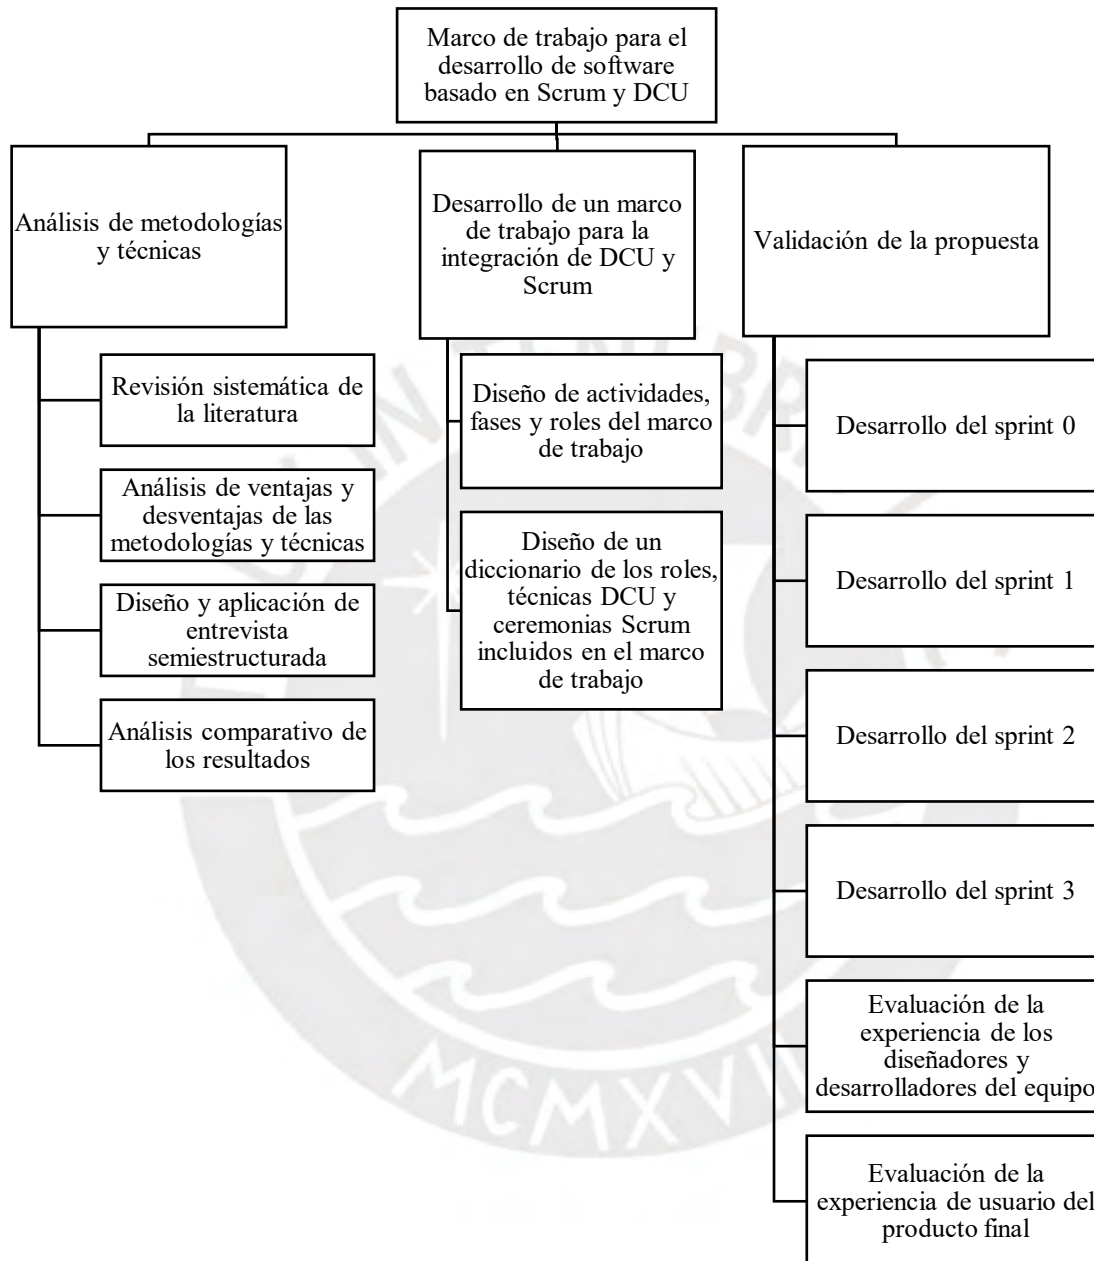 Marco de trabajo para el
desarrollo de software
basado en Scrum y DCU
Análisis de metodologías
y técnicas
Revisión sistemática de
la literatura
Análisis de ventajas y
desventajas de las
metodologías y técnicas
Diseño y aplicación de
entrevista
semiestructurada
Análisis comparativo de
los resultados
Desarrollo de un marco
de trabajo para la
integración de DCU y
Scrum
Diseño de actividades,
fases y roles del marco
de trabajo
Diseño de un
diccionario de los roles,
técnicas DCU y
ceremonias Scrum
incluidos en el marco
de trabajo
Validación de la propuesta
Desarrollo del sprint 0
Desarrollo del sprint 1
Desarrollo del sprint 2
Desarrollo del sprint 3
Evaluación de la
experiencia de los
diseñadores y
desarrolladores del equipo
Evaluación de la
experiencia de usuario del
producto final